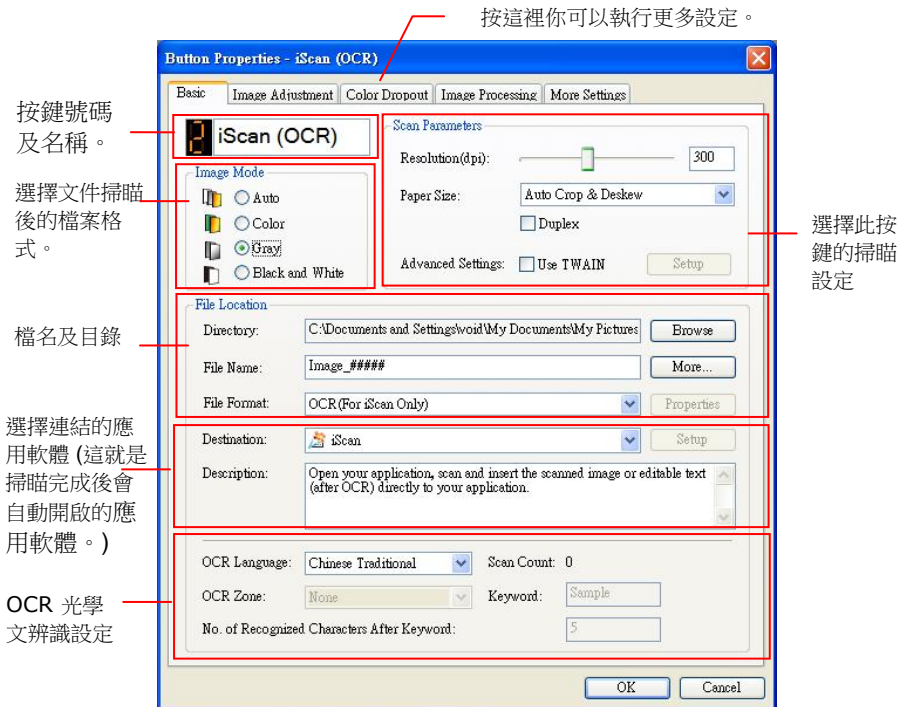 按這裡你可以執行更多設定。
Button Properties - iScan (OCR)
Basic Image Adjustment Color Dropout Image Processing More Settings
按鍵號碼
及名稱。
2 iScan (OCR)
Scan Parameters
Resolution(dpi): 300
Paper Size: Auto Crop & Deskew
Duplex
Advanced Settings: Use TWAIN Setup
選擇此按
鍵的掃瞄
設定
選擇文件掃瞄
後的檔案格
式。
Image Mode
Auto
Color
Gray
Black and White
檔名及目錄
File Location
Directory: C:\Documents and Settings\void\My Documents\My Pictures Browse
File Name: Image_##### More...
File Format: OCR(For iScan Only) Properties
選擇連結的應
用軟體 (這就是
掃瞄完成後會
自動開啟的應
用軟體。)
Destination: iScan Setup
Description: Open your application, scan and insert the scanned image or editable text
(after OCR) directly to your application.
OCR 光學
文辨識設定
OCR Language: Chinese Traditional Scan Count: 0
OCR Zone: None Keyword: Sample
No. of Recognized Characters After Keyword: 5
OK Cancel